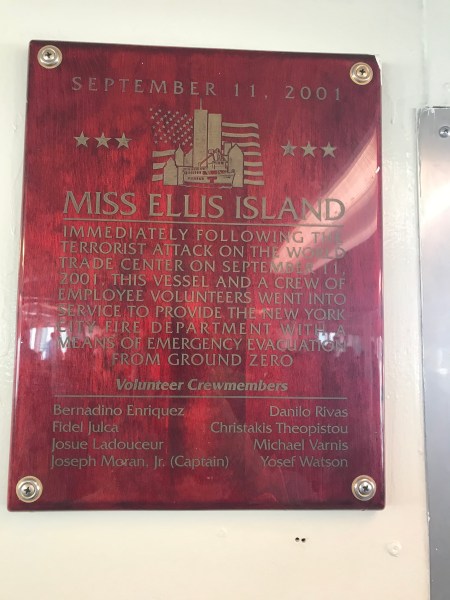 SEPTEMBER 11, 2001
MISS ELLIS ISLAND
IMMEDIATELY FOLLOWING THE
TERRORIST ATTACK ON THE WORLD
TRADE CENTER ON SEPTEMBER 11,
2001, THIS VESSEL AND A CREW OF
EMPLOYEE VOLUNTEERS WENT INTO
SERVICE TO PROVIDE THE NEW YORK
CITY FIRE DEPARTMENT WITH A
MEANS OF EMERGENCY EVACUATION
FROM GROUND ZERO
Volunteer Crewmembers
Bernadino Enriquez Danilo Rivas
Fidel Julca Christakis Theopistou
Josue Ladouceur Michael Varnis
Joseph Moran, Jr. (Captain) Yosef Watson